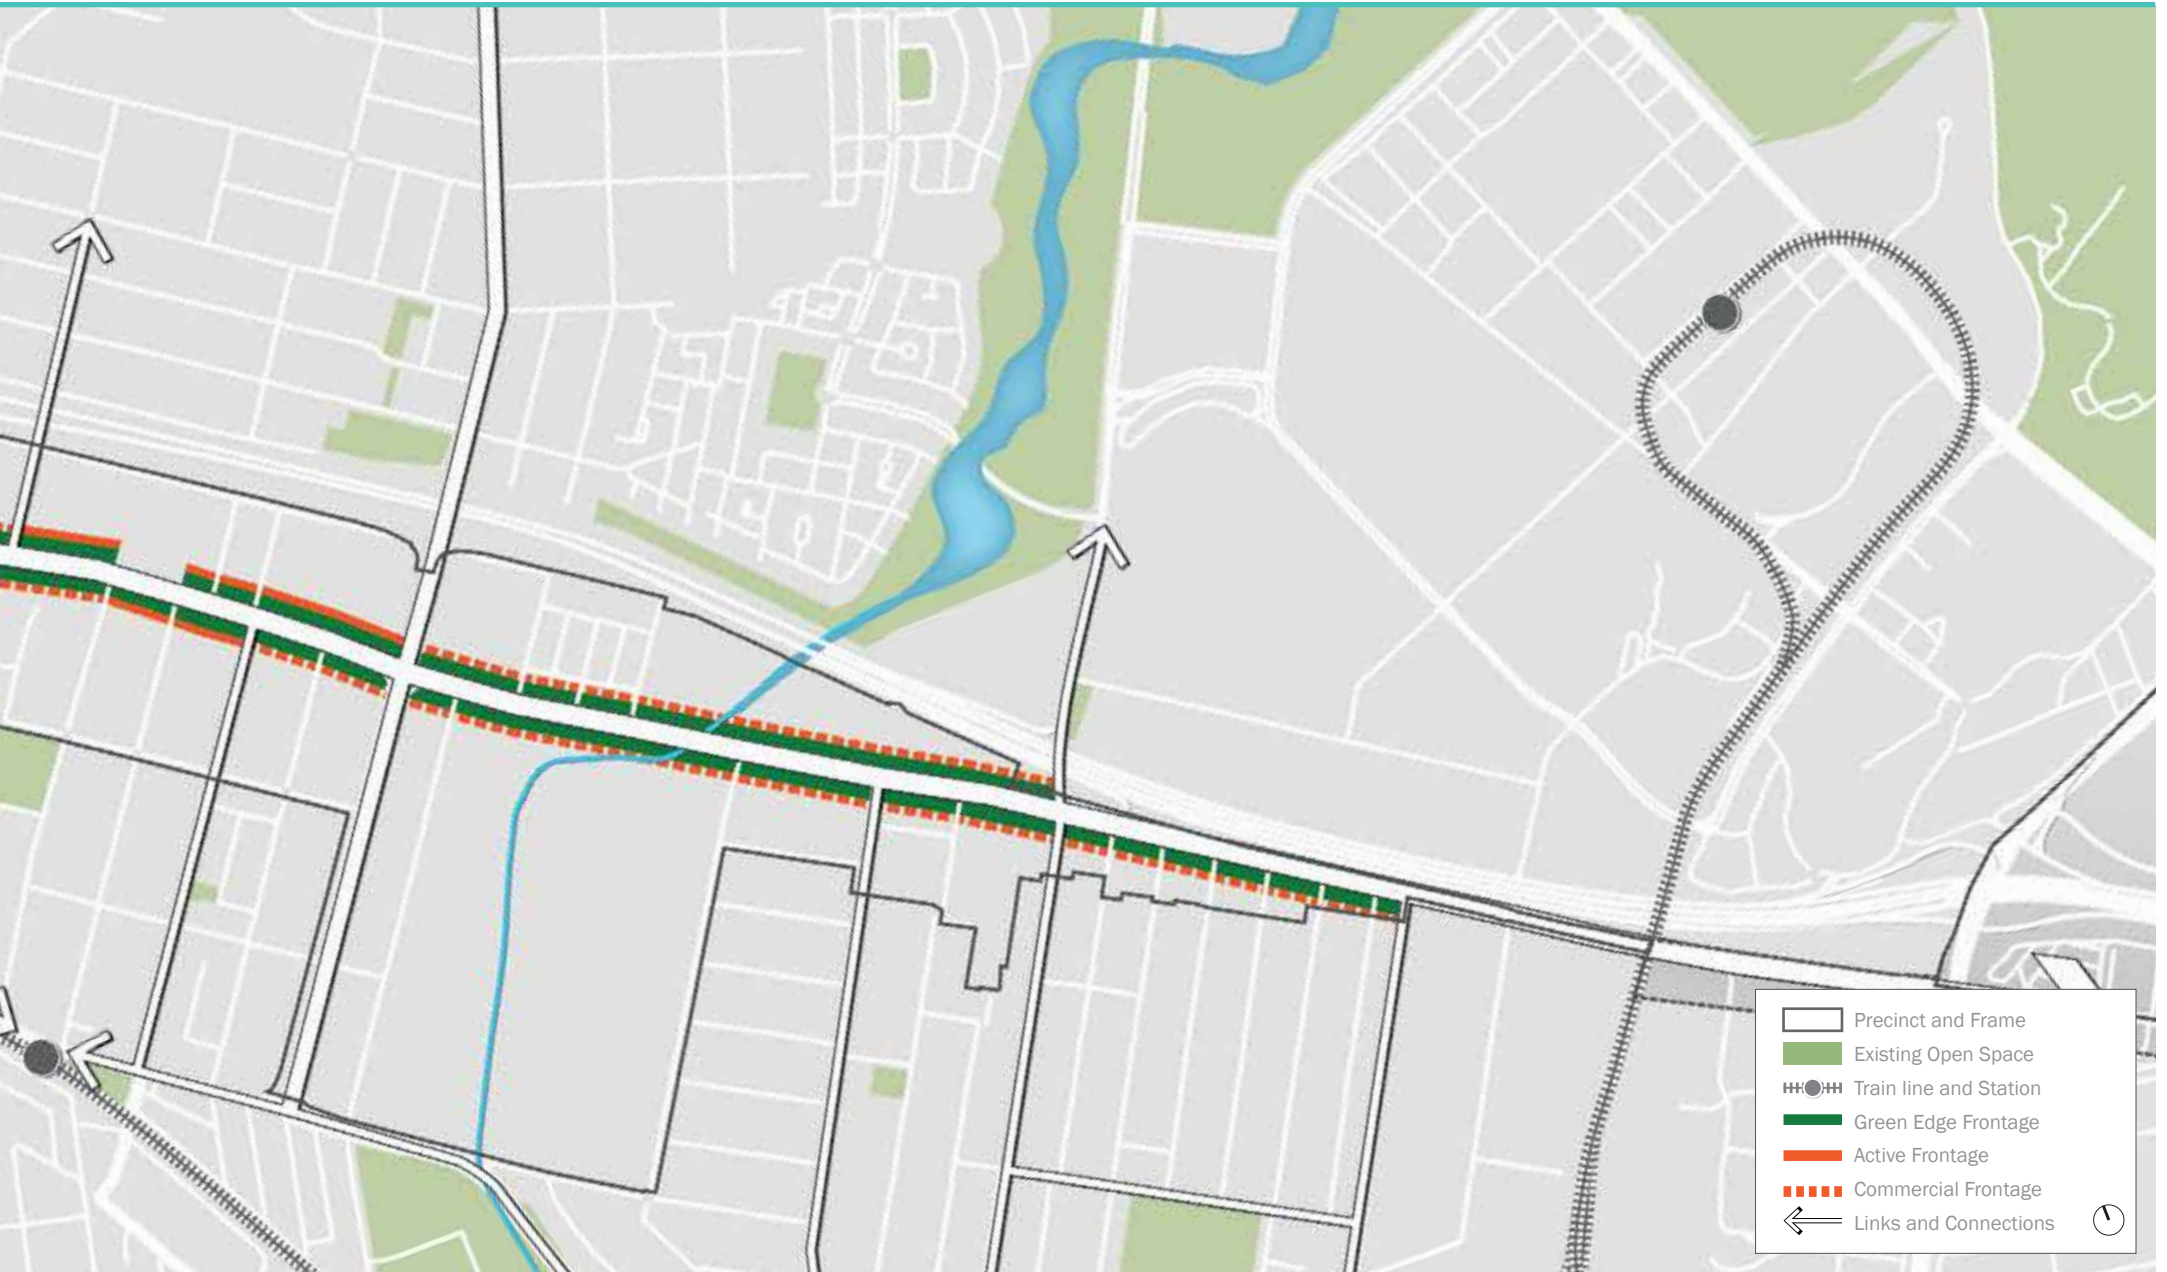 Precinct and Frame
Existing Open Space
Train line and Station
Green Edge Frontage
Active Frontage
Commercial Frontage
Links and Connections